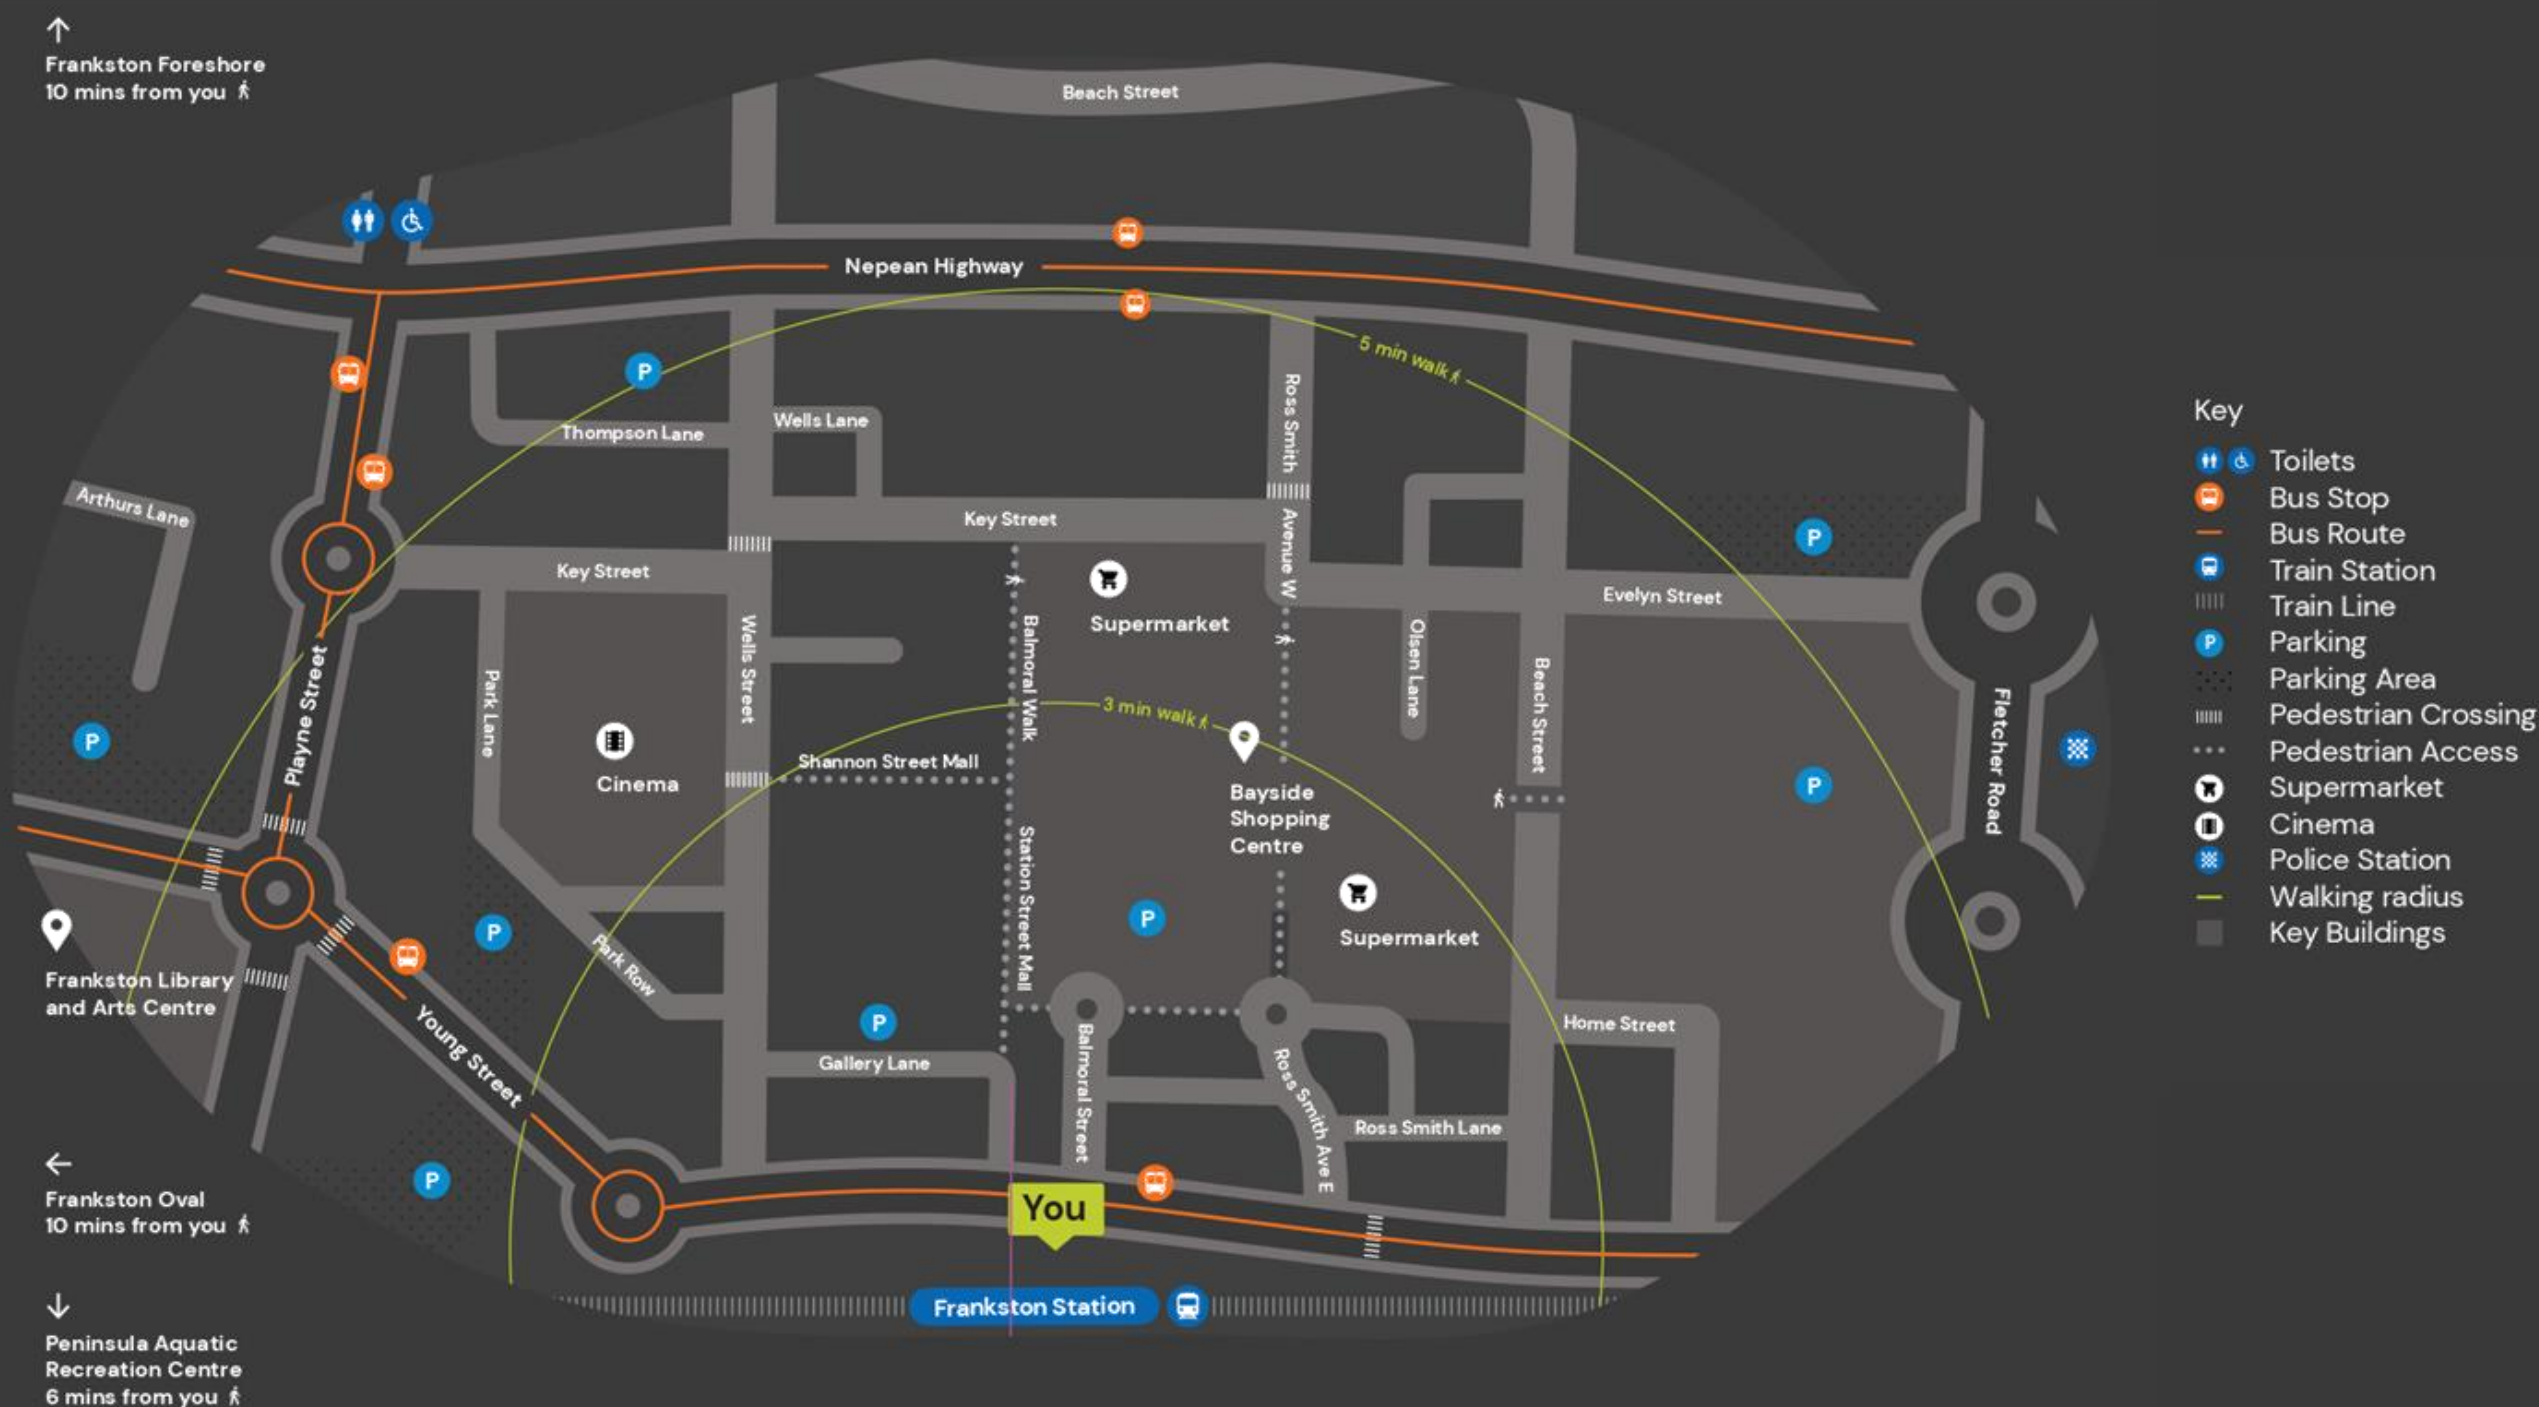 Frankston Foreshore
10 mins from you
Beach Street
Nepean Highway
5 min walk
Ross Smith
Avenue W
Thompson Lane
Wells Lane
Arthurs Lane
Key Street
Key Street
Supermarket
Evelyn Street
Playne Street
Park Lane
Wells Street
Balmoral Walk
Olsen Lane
Beach Street
Fletcher Road
3 min walk
Cinema
Shannon Street Mall
Bayside
Shopping
Centre
Station Street Mall
Supermarket
Park Row
Frankston Library
and Arts Centre
Young Street
Gallery Lane
Balmoral Street
Ross Smith Ave E
Home Street
Ross Smith Lane
You
Frankston Station
Frankston Oval
10 mins from you
Peninsula Aquatic
Recreation Centre
6 mins from you
P
P
P
P
P
P
P
P
Key
Toilets
Bus Stop
Bus Route
Train Station
Train Line
P Parking
Parking Area
Pedestrian Crossing
Pedestrian Access
Supermarket
Cinema
Police Station
Walking radius
Key Buildings